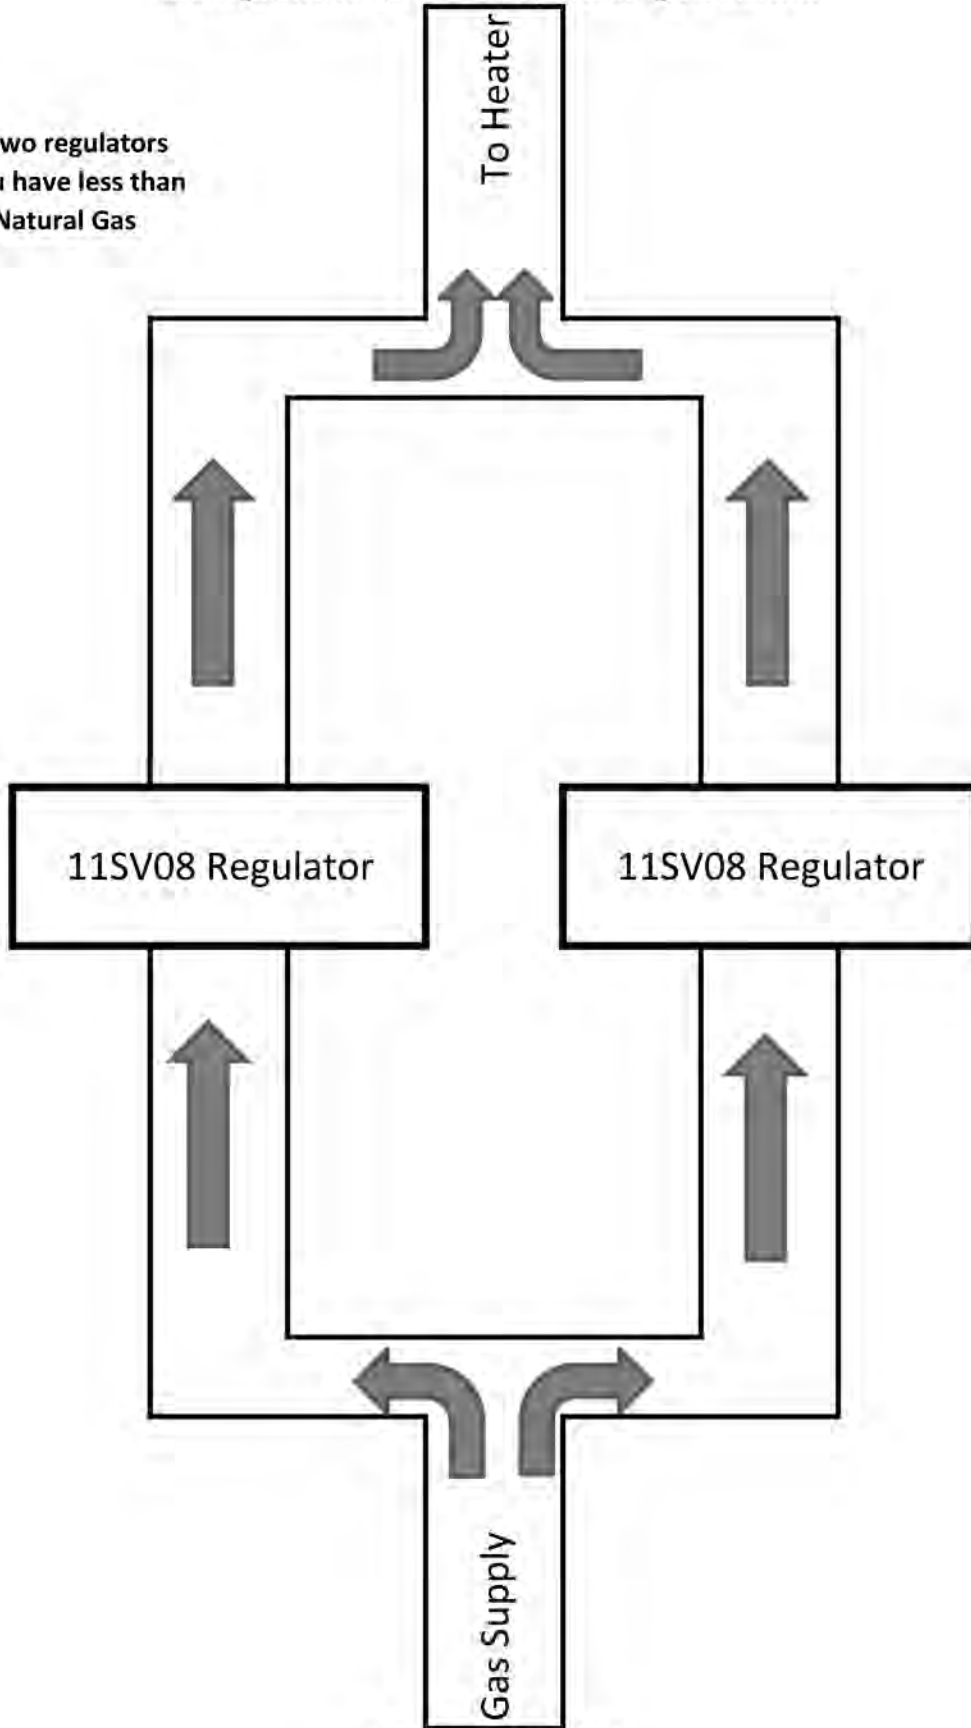 To Heater
wo regulators
have less than
Natural Gas
11SV08 Regulator
11SV08 Regulator
Gas Supply